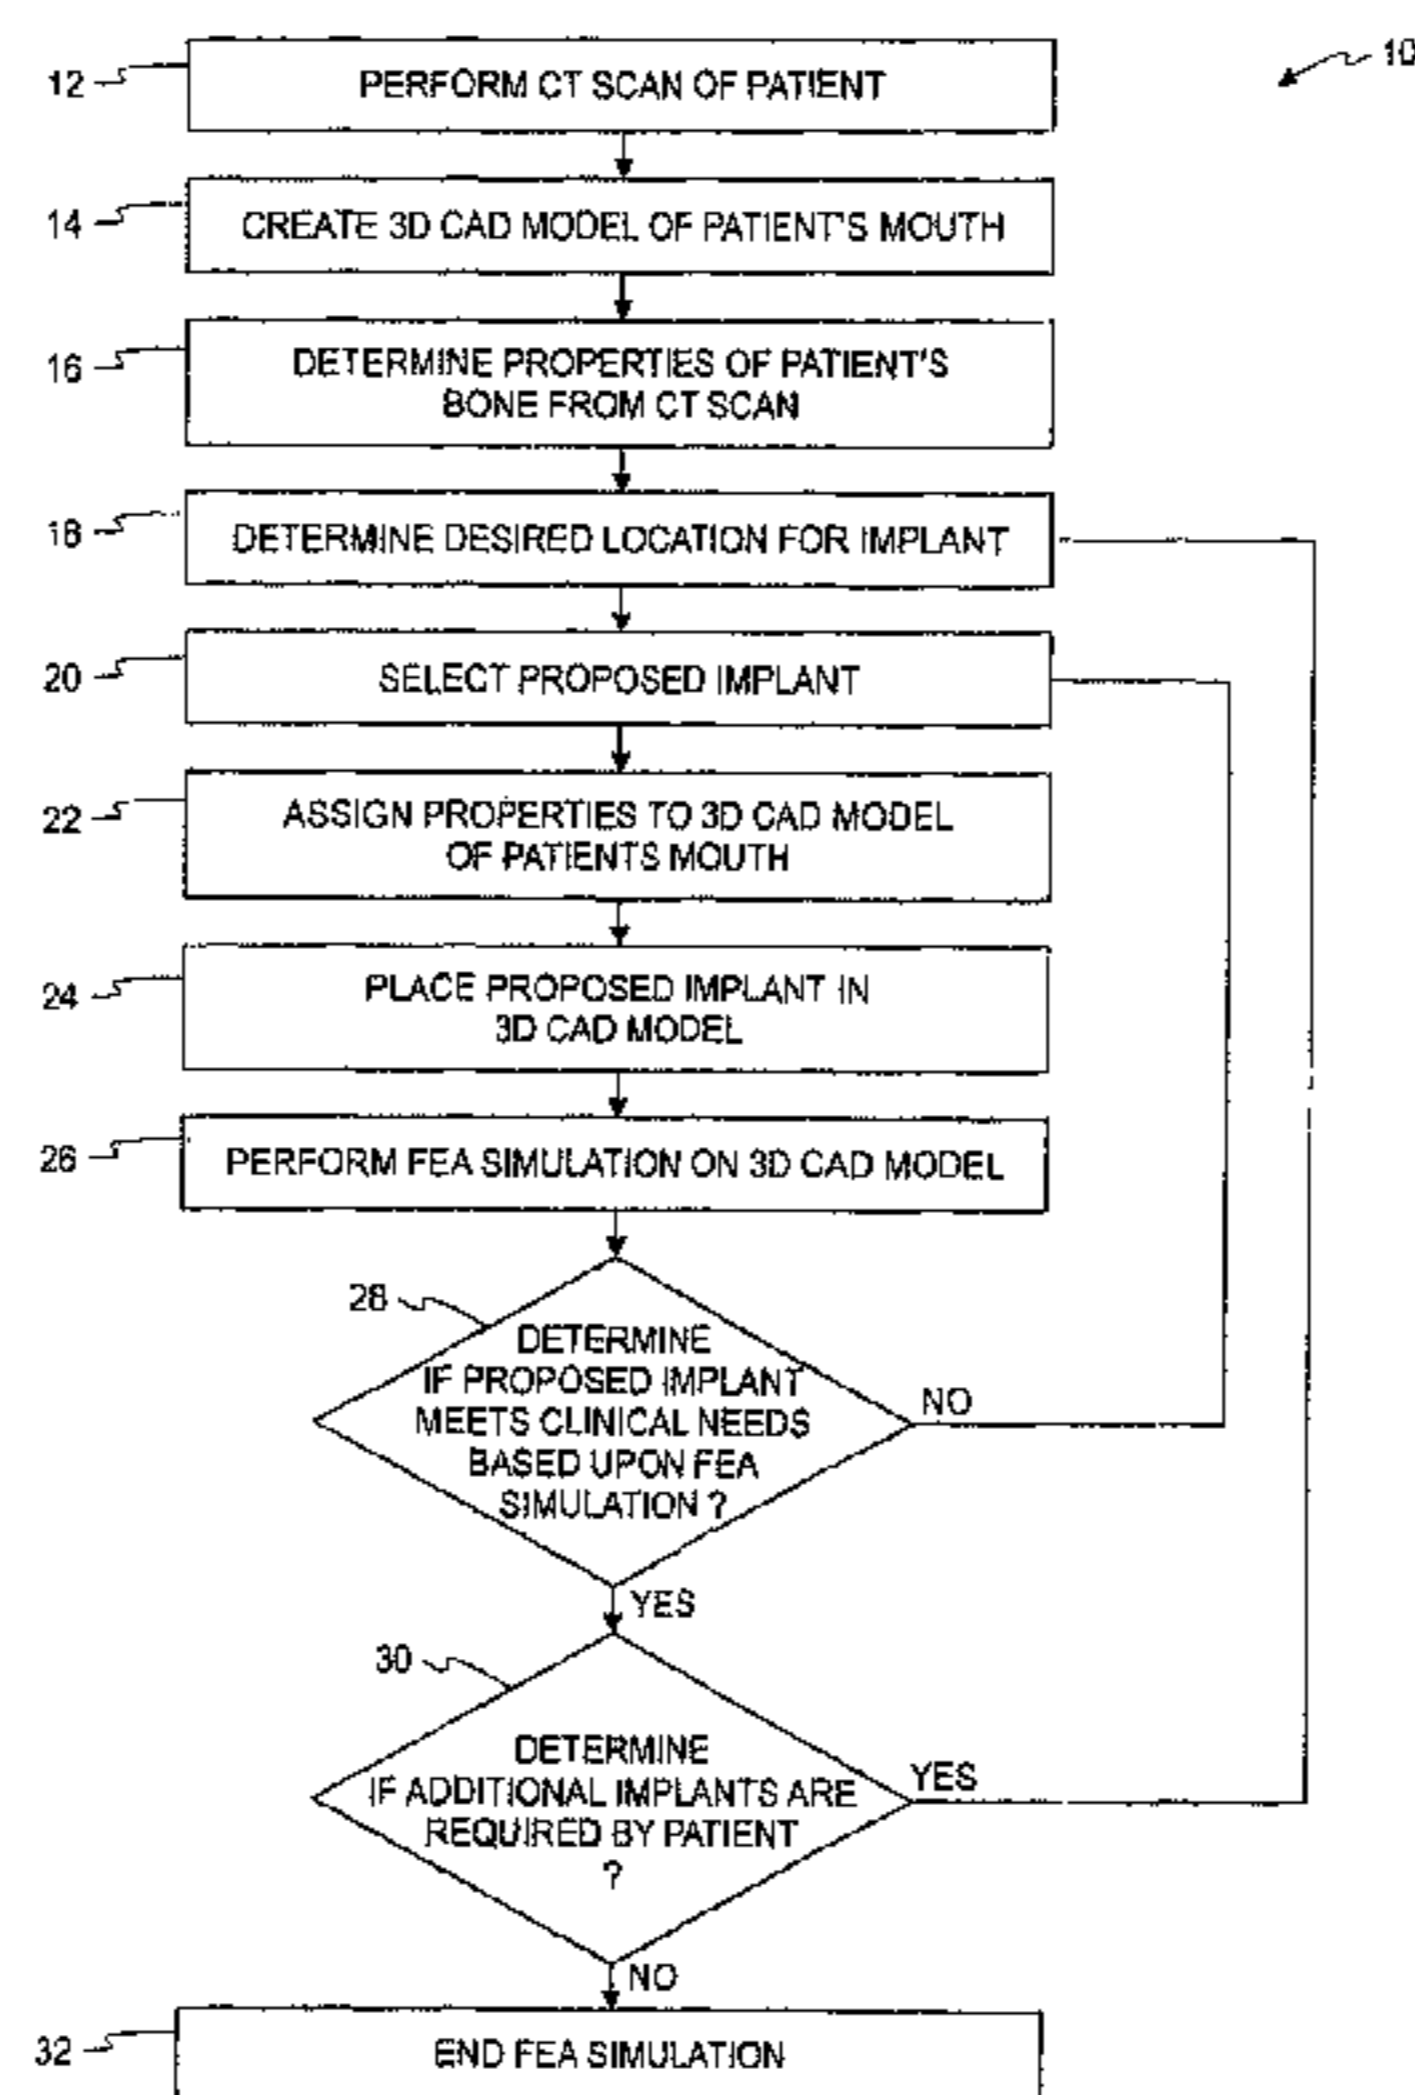 10
12
PERFORM CT SCAN OF PATIENT
14
CREATE 3D CAD MODEL OF PATIENT'S MOUTH
16
DETERMINE PROPERTIES OF PATIENT'S
BONE FROM CT SCAN
18
DETERMINE DESIRED LOCATION FOR IMPLANT
20
SELECT PROPOSED IMPLANT
22
ASSIGN PROPERTIES TO 3D CAD MODEL
OF PATIENTS MOUTH
24
PLACE PROPOSED IMPLANT IN
3D CAD MODEL
26
PERFORM FEA SIMULATION ON 3D CAD MODEL
28
DETERMINE
IF PROPOSED IMPLANT
MEETS CLINICAL NEEDS
BASED UPON FEA
SIMULATION ?
NO
YES
30
DETERMINE
IF ADDITIONAL IMPLANTS ARE
REQUIRED BY PATIENT
?
YES
NO
32
END FEA SIMULATION